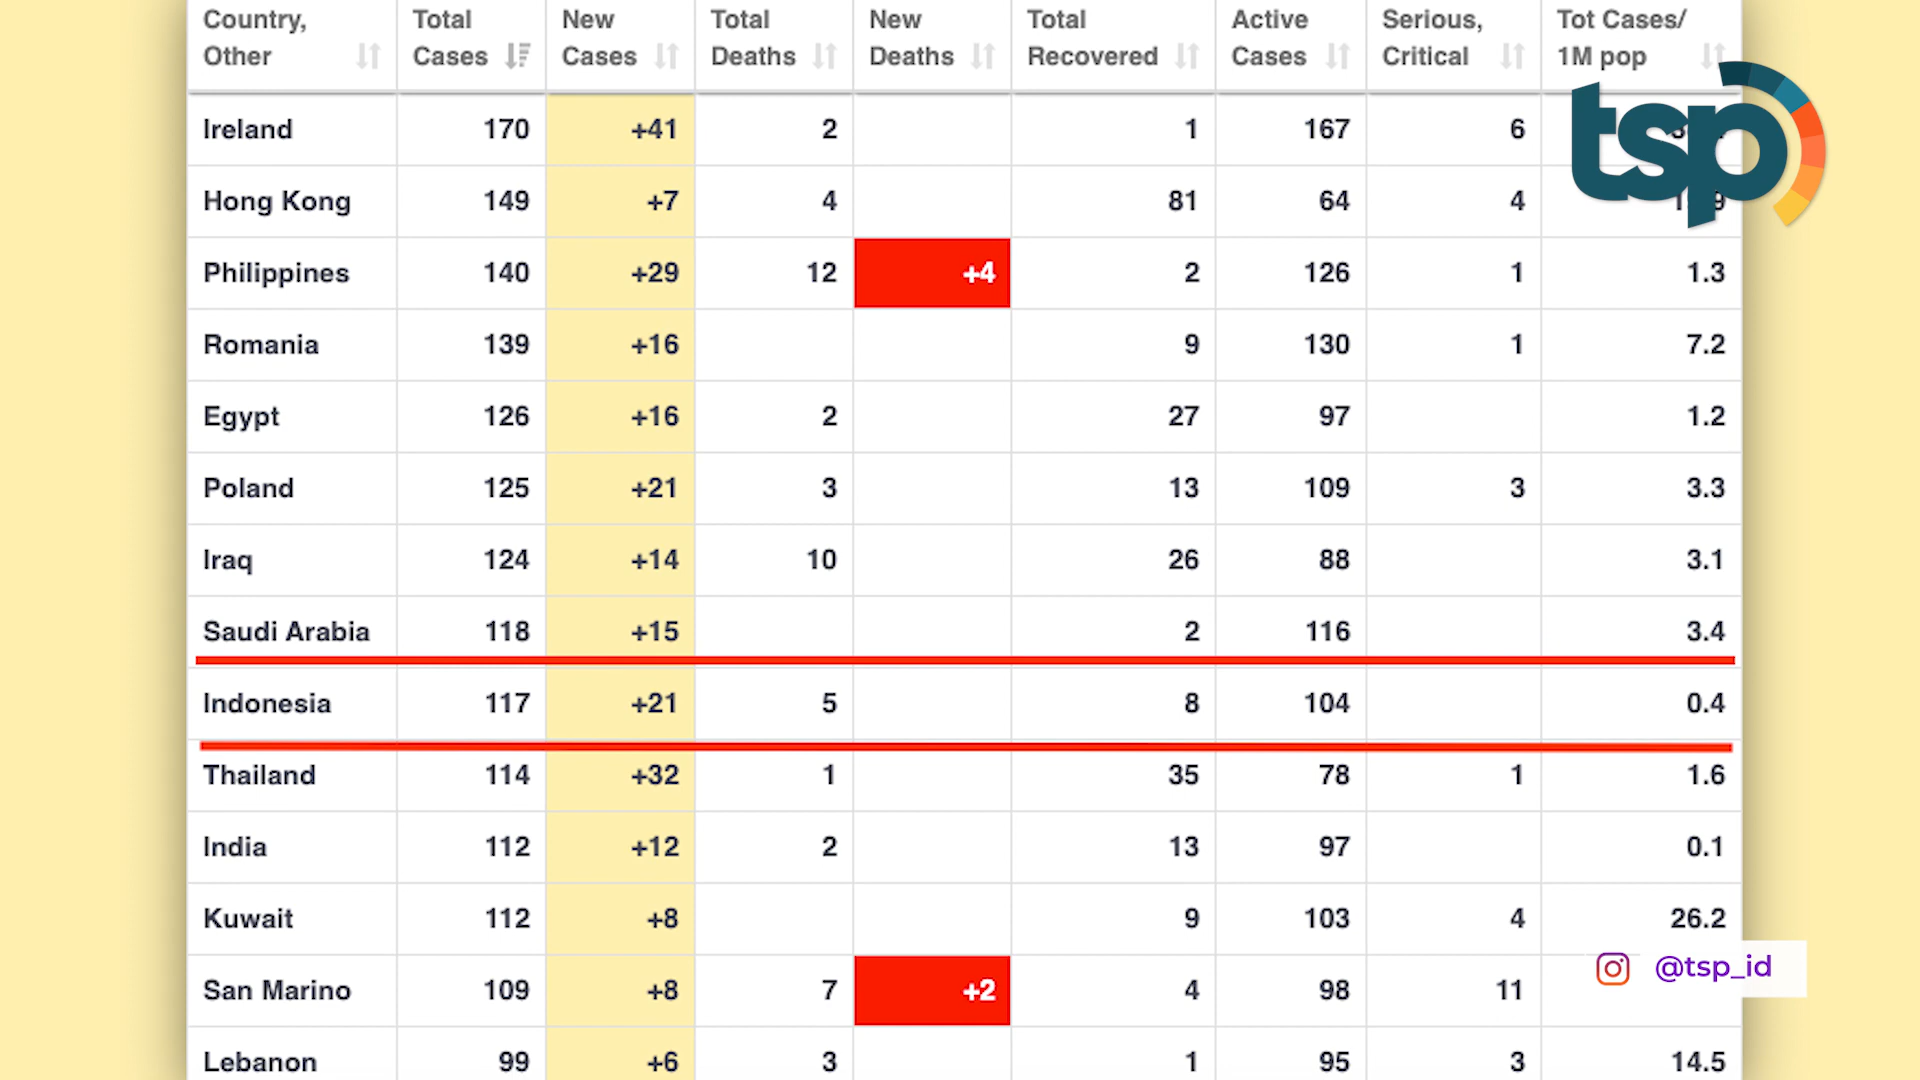 Country, Other Total Cases New Cases Total Deaths New Deaths Total Recovered Active Cases Serious, Critical Tot Cases/ 1M pop
tsp
Ireland 170 +41 2 1 167 6
Hong Kong 149 +7 4 81 64 4
Philippines 140 +29 12 +4 2 126 1 1.3
Romania 139 +16 9 130 1 7.2
Egypt 126 +16 2 27 97 1.2
Poland 125 +21 3 13 109 3 3.3
Iraq 124 +14 10 26 88 3.1
Saudi Arabia 118 +15 2 116 3.4
Indonesia 117 +21 5 8 104 0.4
Thailand 114 +32 1 35 78 1 1.6
India 112 +12 2 13 97 0.1
Kuwait 112 +8 9 103 4 26.2
San Marino 109 +8 7 +2 4 98 11
@tsp_id
Lebanon 99 +6 3 1 95 3 14.5